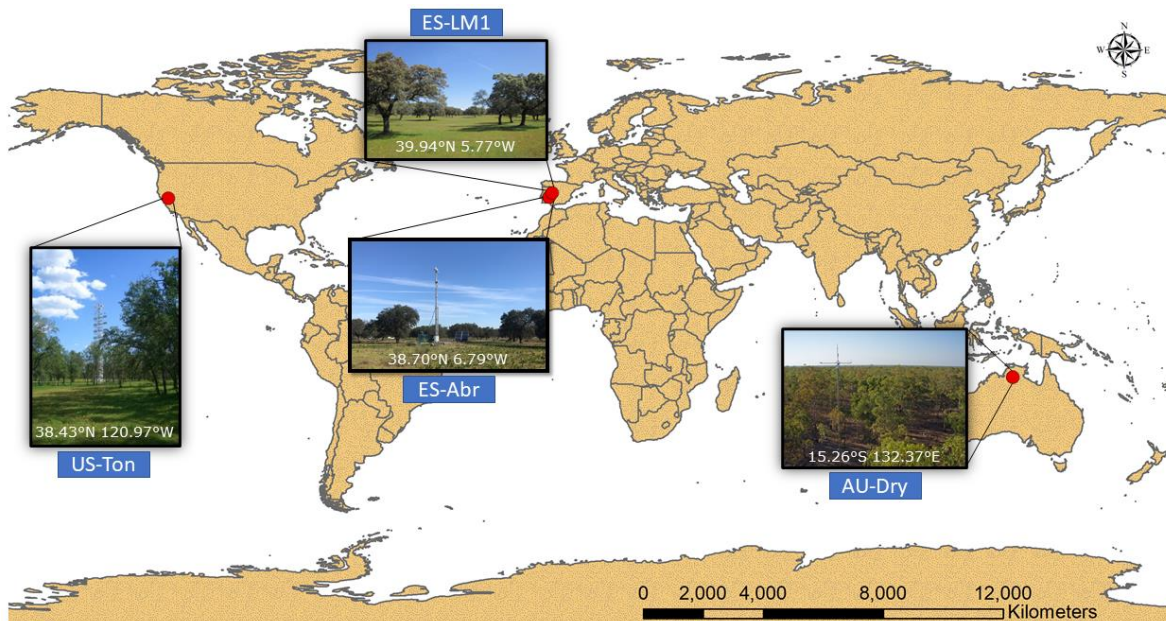 ES-LM1
39.94°N 5.77°W
N
W E
S
38.43°N 120.97°W
US-Ton
38.70°N 6.79°W
ES-Abr
15.26°S 132.37°E
AU-Dry
0 2,000 4,000 8,000 12,000
Kilometers